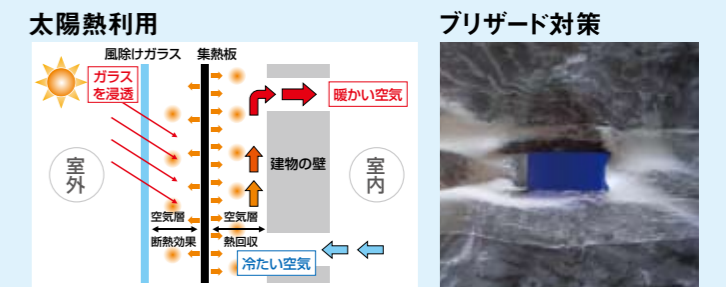 太陽熱利用
ブリザード対策
風除けガラス
集熱板
ガラス
を浸透
暖かい空気
室
外
建物の壁
室
内
空気層
空気層
断熱効果
熱回収
冷たい空気